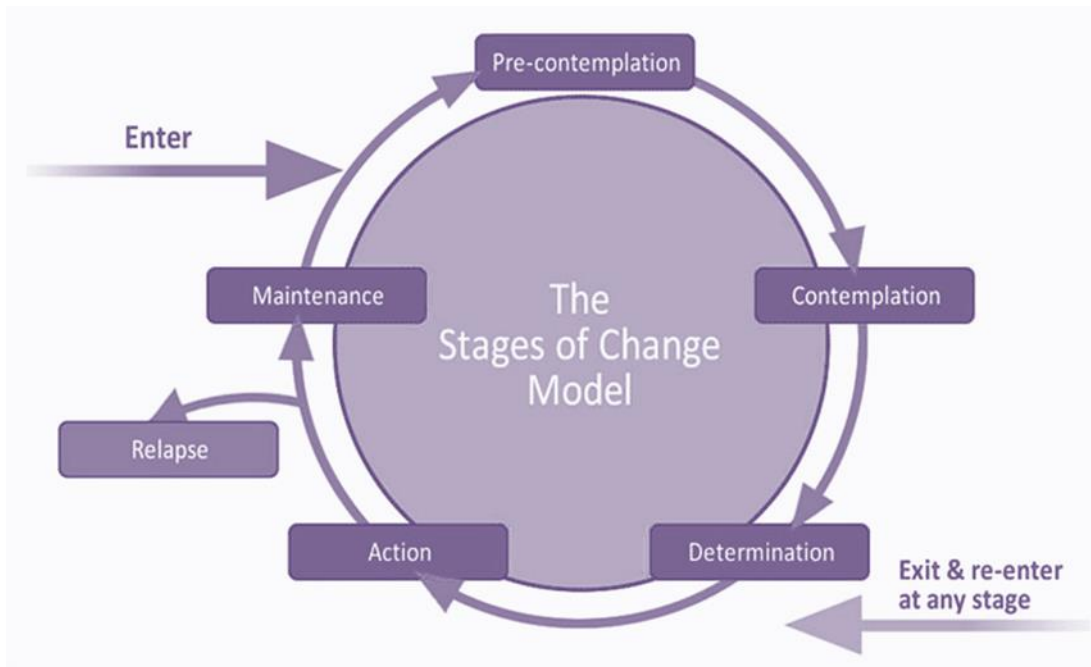 Pre-contemplation
Enter
Maintenance
Contemplation
The
Stages of Change
Model
Relapse
Action
Determination
Exit & re-enter
at any stage